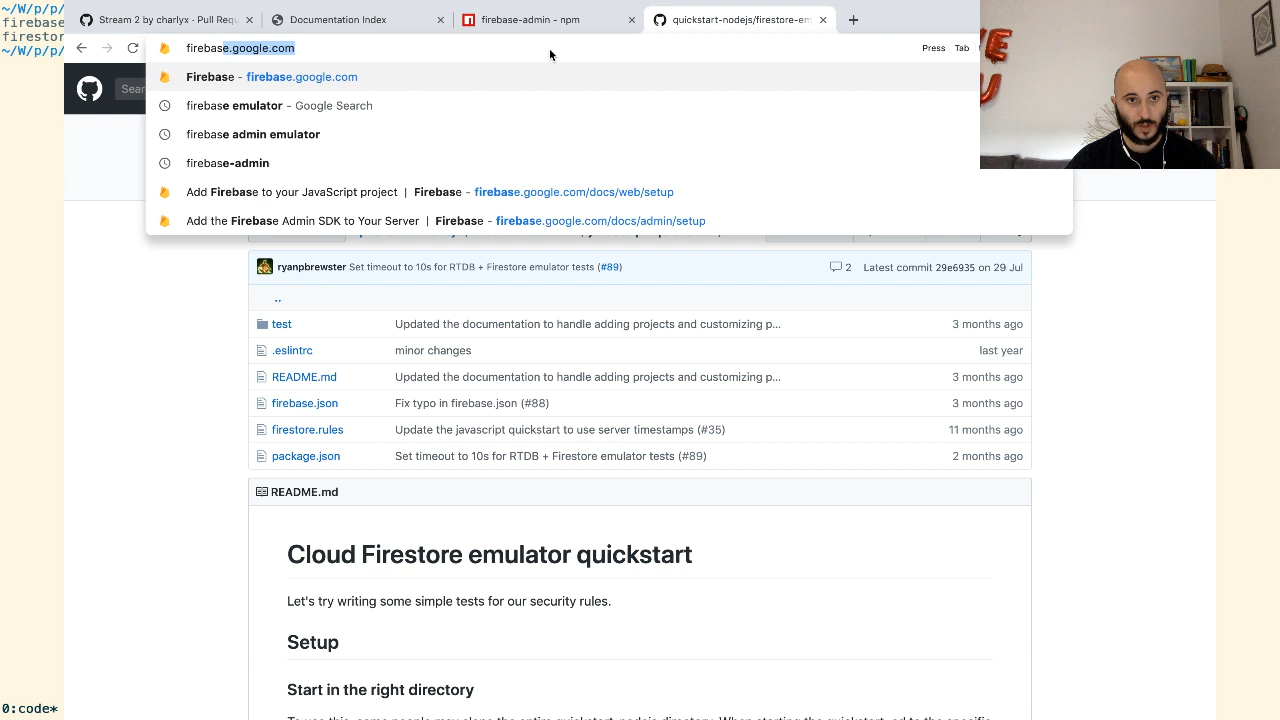 ~/W/p/p/
firebase
firestor
~/W/p/p/
Stream 2 by charlyx · Pull Requ
Documentation Index
firebase-admin - npm
quickstart-nodejs/firestore-em
firebase.google.com
Press Tab
Firebase - firebase.google.com
firebase emulator - Google Search
firebase admin emulator
firebase-admin
Add Firebase to your JavaScript project | Firebase - firebase.google.com/docs/web/setup
Add the Firebase Admin SDK to Your Server | Firebase - firebase.google.com/docs/admin/setup
Sear
ryanpbrewster Set timeout to 10s for RTDB + Firestore emulator tests (#89)
2 Latest commit 29e6935 on 29 Jul
..
test Updated the documentation to handle adding projects and customizing p... 3 months ago
.eslintrc minor changes last year
README.md Updated the documentation to handle adding projects and customizing p... 3 months ago
firebase.json Fix typo in firebase.json (#88) 3 months ago
firestore.rules Update the javascript quickstart to use server timestamps (#35) 11 months ago
package.json Set timeout to 10s for RTDB + Firestore emulator tests (#89) 2 months ago
README.md
Cloud Firestore emulator quickstart
Let's try writing some simple tests for our security rules.
Setup
Start in the right directory
0:code*